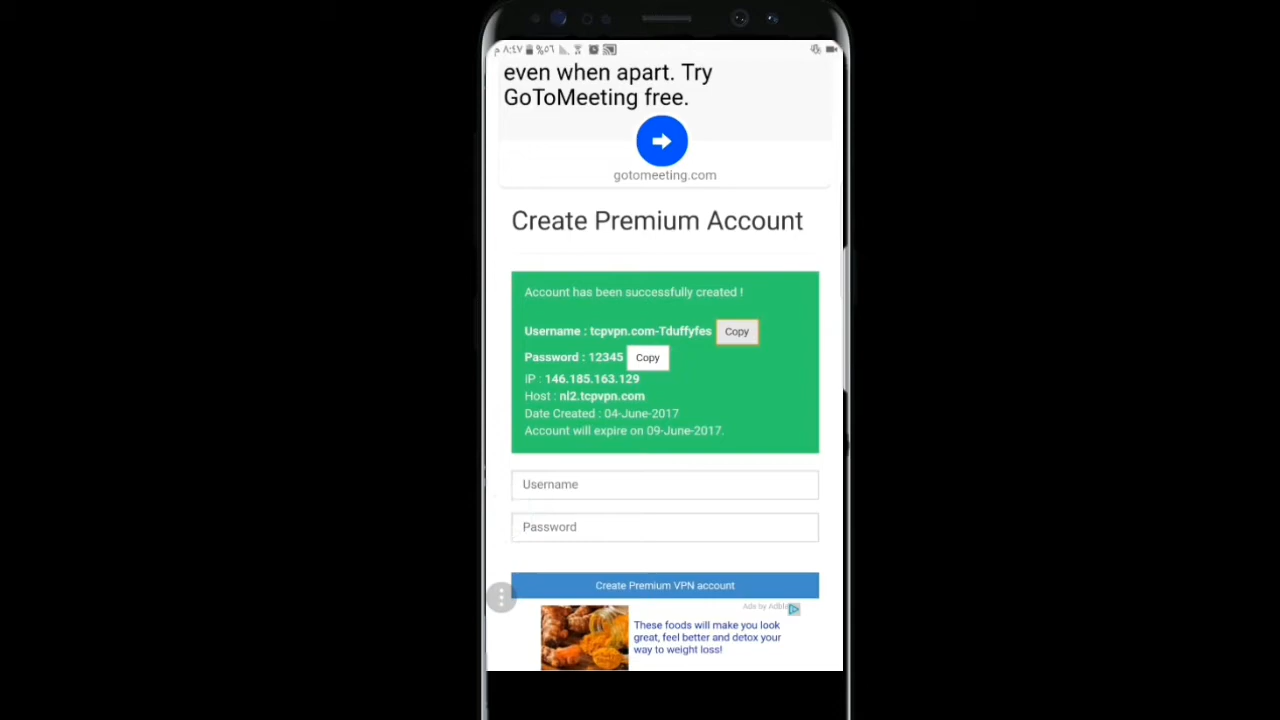 م ٨:٤٧ %٥٦
even when apart. Try
GoToMeeting free.
gotomeeting.com
Create Premium Account
Account has been successfully created !
Username : tcpvpn.com-Tduffyfes Copy
Password : 12345 Copy
iP : 146.185.163.129
Host : nl2.tcpvpn.com
Date Created : 04-June-2017
Account will expire on 09-June-2017.
Username
Password
Create Premium VPN account
Ads by
These foods will make you look
great, feel better and detox your
way to weight loss!